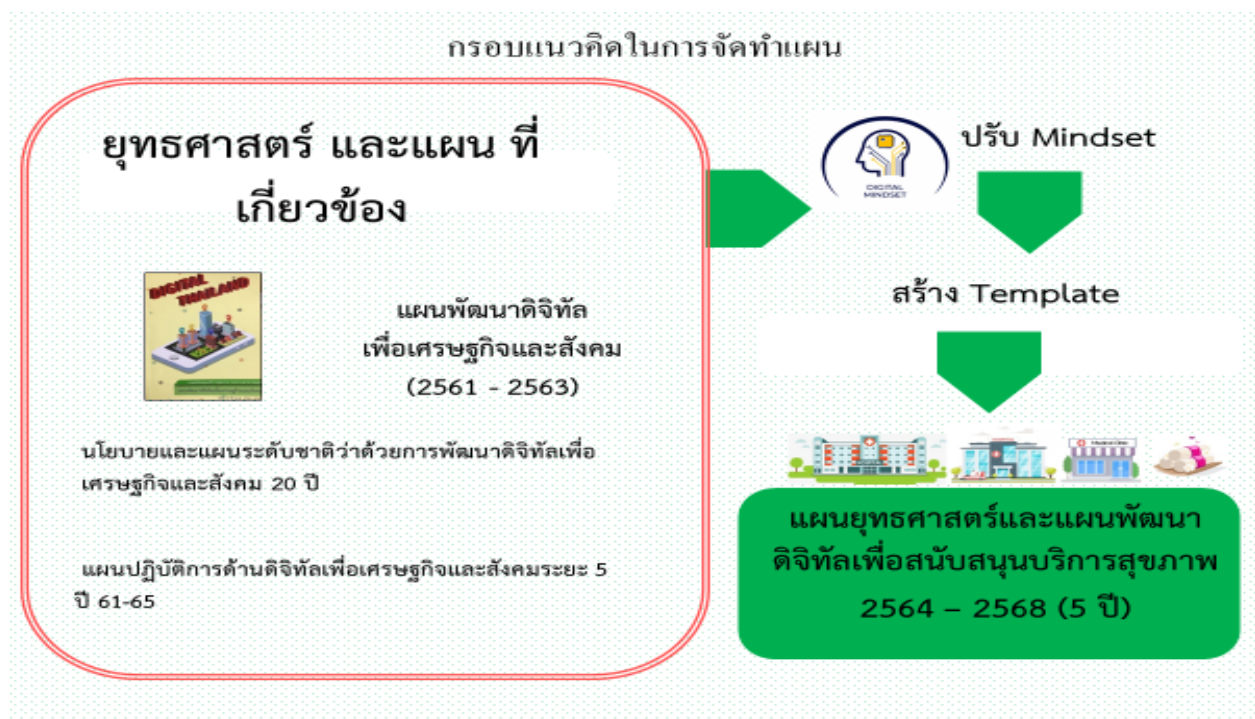 กรอบแนวคิดในการจัดทำแผน
ยุทธศาสตร์ และแผน ที่
เกี่ยวข้อง
DIGITAL
THAILAND
แผนพัฒนาดิจิทัล
เพื่อเศรษฐกิจและสังคม
(2561 - 2563)
นโยบายและแผนระดับชาติว่าด้วยการพัฒนาดิจิทัลเพื่อ
เศรษฐกิจและสังคม 20 ปี
แผนปฏิบัติการด้านดิจิทัลเพื่อเศรษฐกิจและสังคมระยะ 5
ปี 61-65
DIGITAL
MINDSET
ปรับ Mindset
สร้าง Template
แผนยุทธศาสตร์และแผนพัฒนา
ดิจิทัลเพื่อสนับสนุนบริการสุขภาพ
2564 – 2568 (5 ปี)